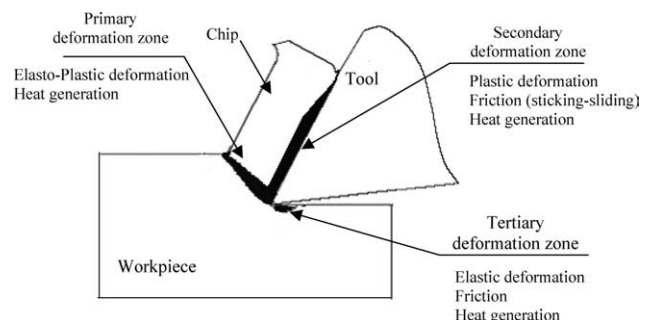 Primary
deformation zone
Elasto-Plastic deformation
Heat generation
Chip
Tool
Secondary
deformation zone
Plastic deformation
Friction (sticking-sliding)
Heat generation
Workpiece
Tertiary
deformation zone
Elastic deformation
Friction
Heat generation